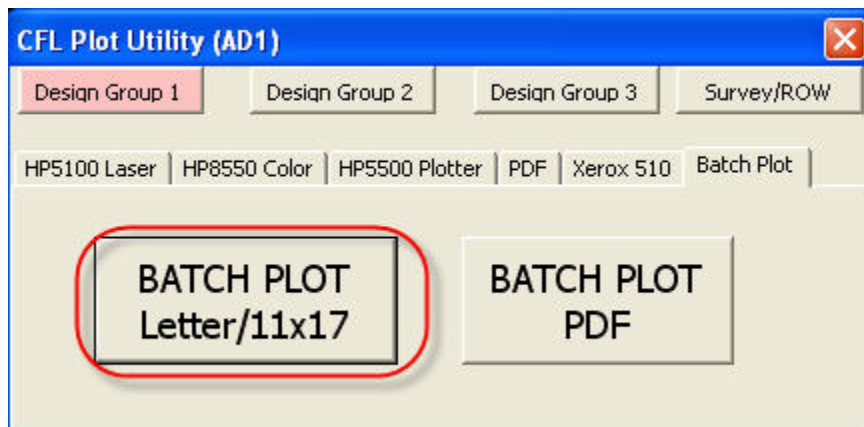 CFL Plot Utility (AD1)
Design Group 1 Design Group 2 Design Group 3 Survey/ROW
HP5100 Laser HP8550 Color HP5500 Plotter PDF Xerox 510 Batch Plot
BATCH PLOT
Letter/11x17
BATCH PLOT
PDF